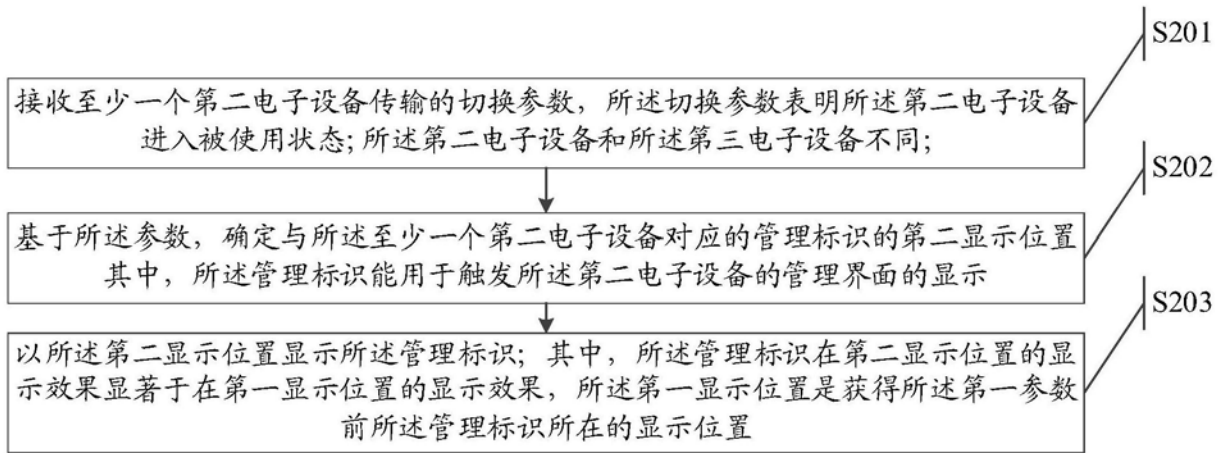 S201
接收至少一个第二电子设备传输的切换参数，所述切换参数表明所述第二电子设备
进入被使用状态；所述第二电子设备和所述第三电子设备不同；
S202
基于所述参数，确定与所述至少一个第二电子设备对应的管理标识的第二显示位置
其中，所述管理标识能用于触发所述第二电子设备的管理界面的显示
S203
以所述第二显示位置显示所述管理标识；其中，所述管理标识在第二显示位置的显
示效果显著于在第一显示位置的显示效果，所述第一显示位置是获得所述第一参数
前所述管理标识所在的显示位置